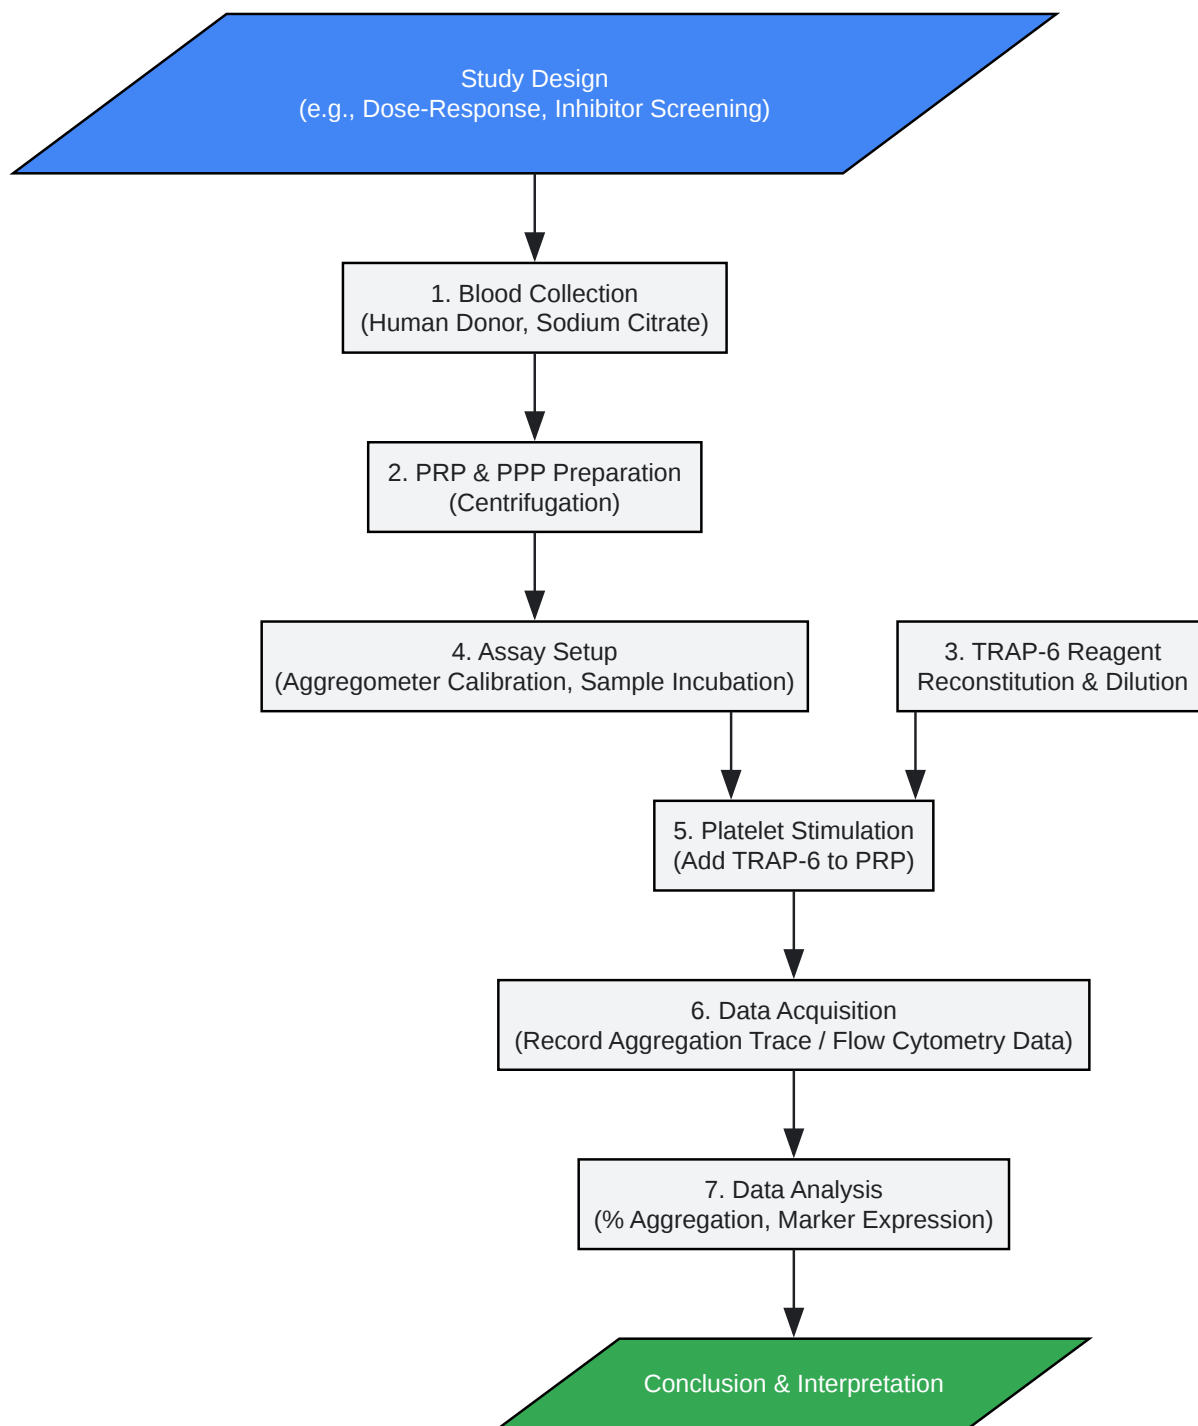 Study Design
(e.g., Dose-Response, Inhibitor Screening)
1. Blood Collection
(Human Donor, Sodium Citrate)
2. PRP & PPP Preparation
(Centrifugation)
4. Assay Setup
(Aggregometer Calibration, Sample Incubation)
3. TRAP-6 Reagent
Reconstitution & Dilution
5. Platelet Stimulation
(Add TRAP-6 to PRP)
6. Data Acquisition
(Record Aggregation Trace / Flow Cytometry Data)
7. Data Analysis
(% Aggregation, Marker Expression)
Conclusion & Interpretation